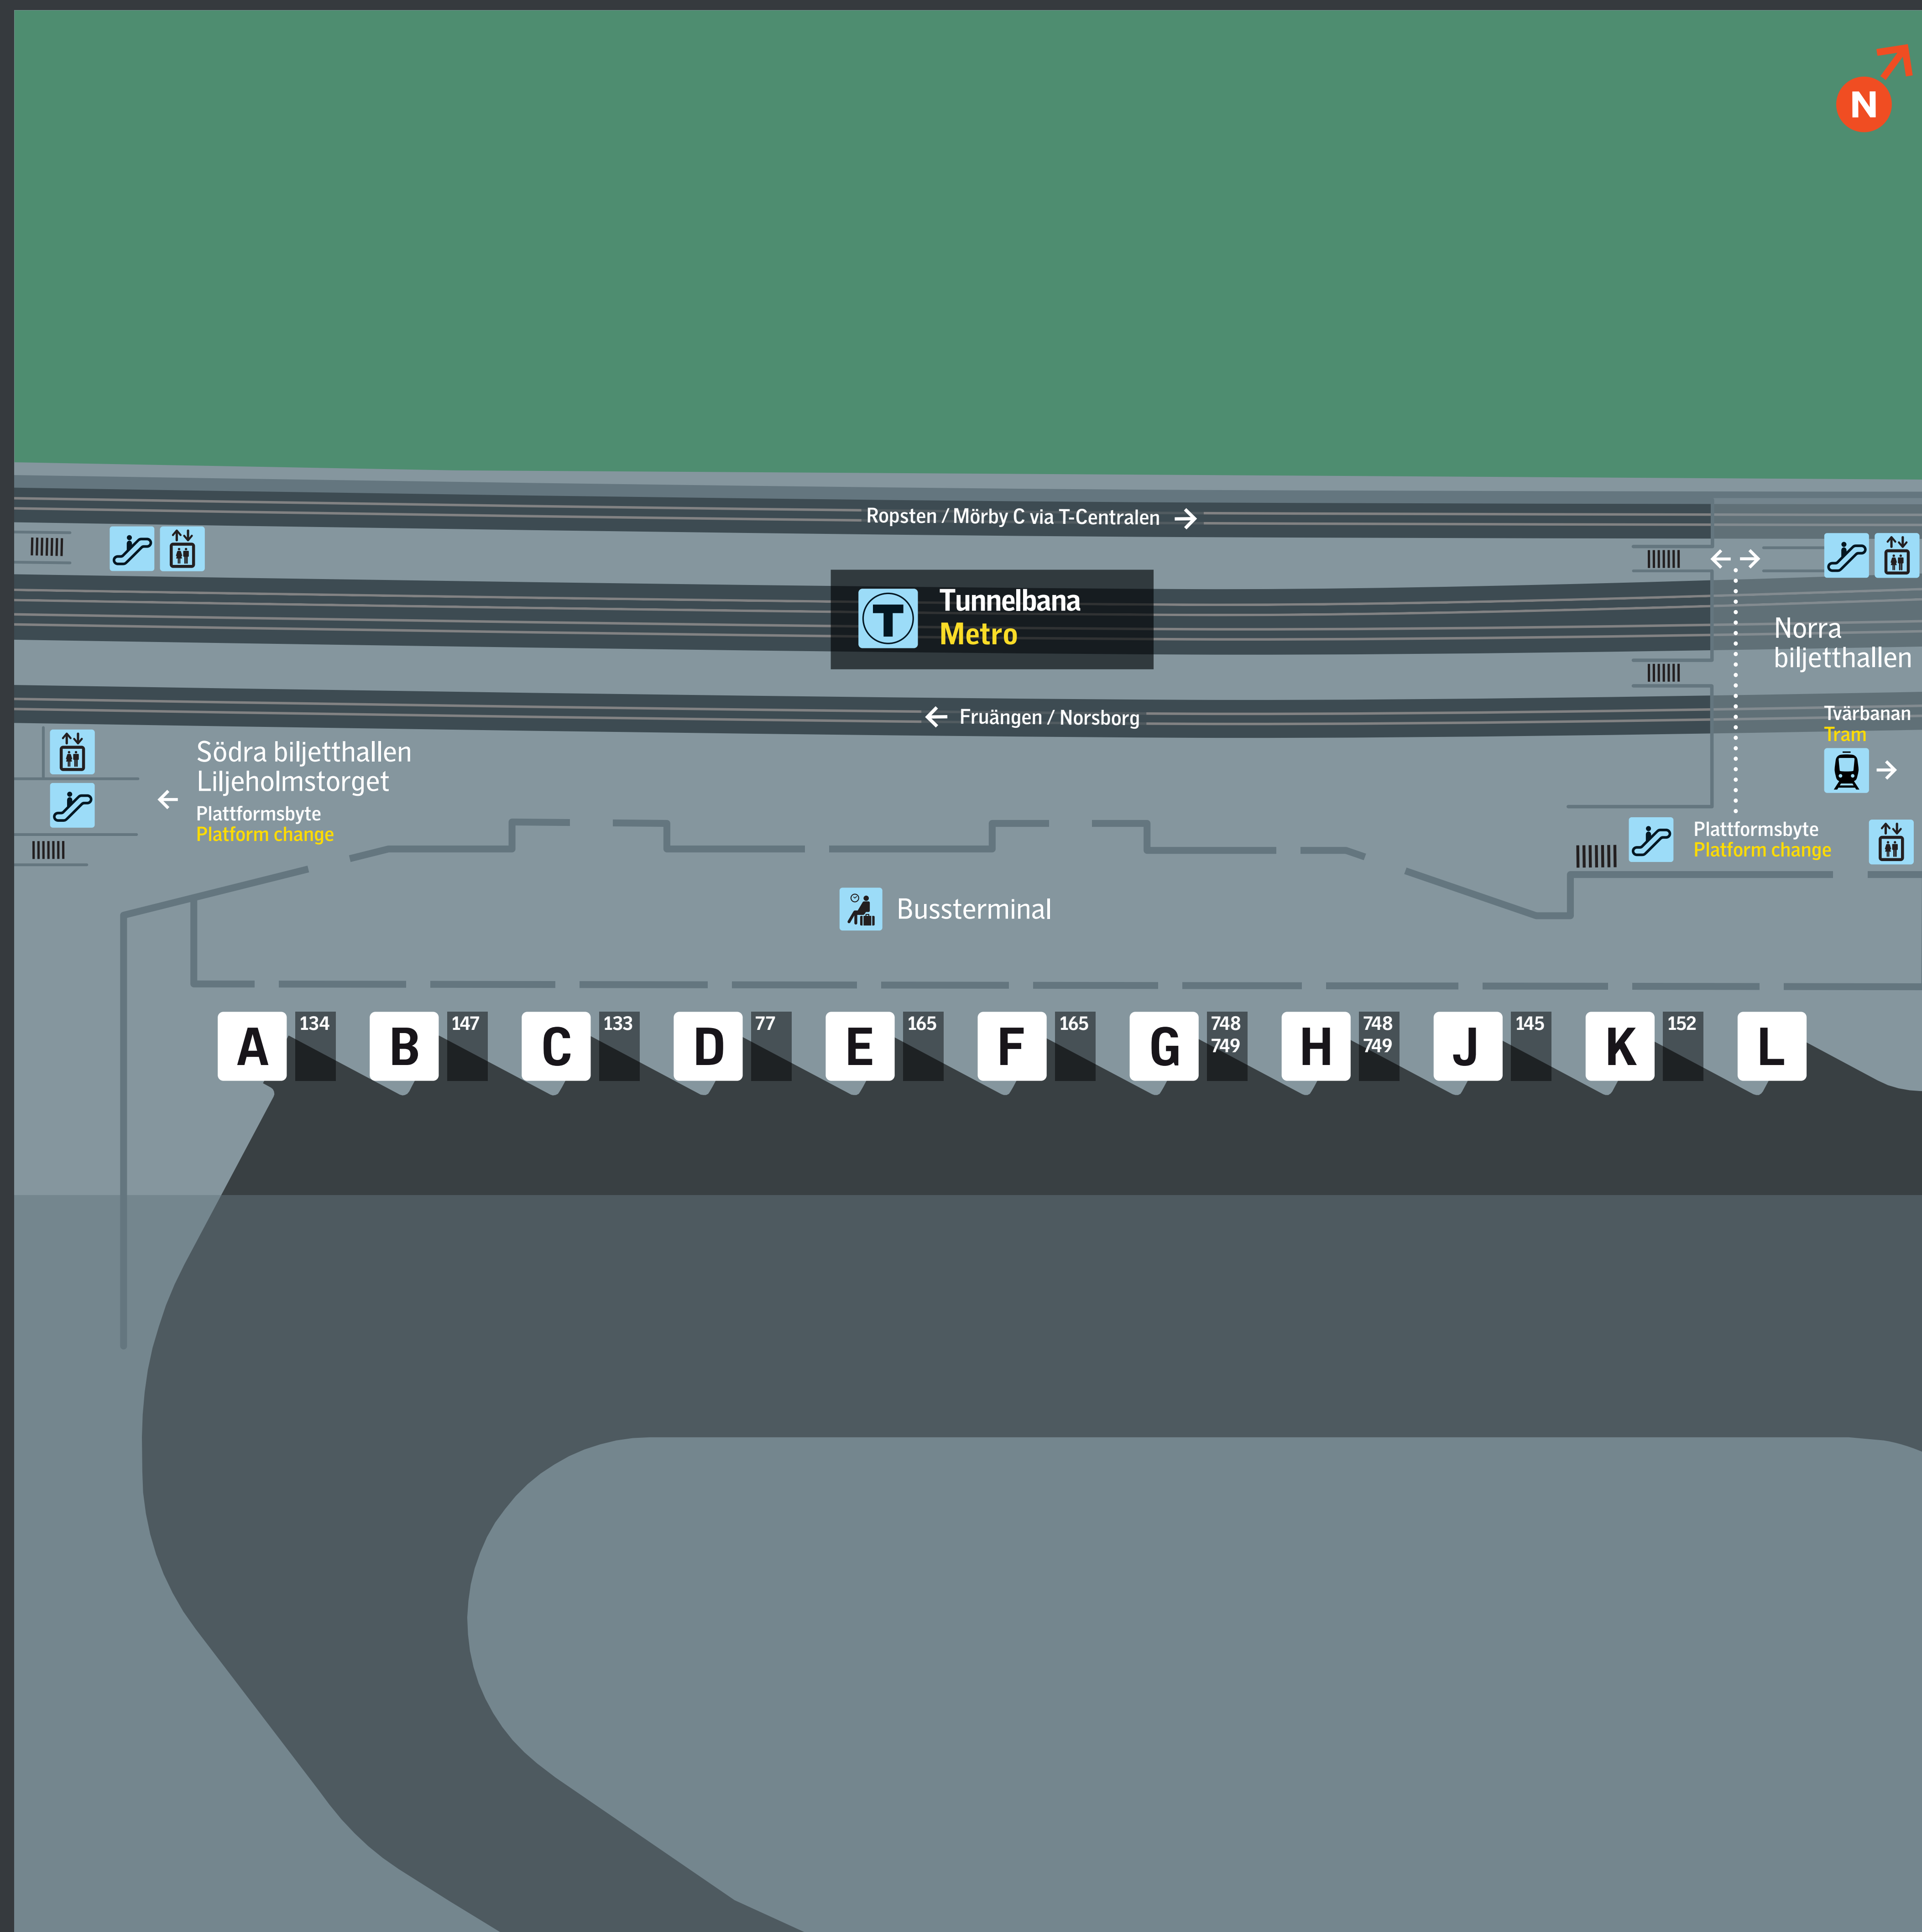 N
Ropsten / Mörby C via T-Centralen
T
Tunnelbana
Metro
Norra
biljetthallen
Fruängen / Norsborg
Tvärbanan
Tram
Södra biljetthallen
Liljeholmstorget
Plattformsbyte
Platform change
Plattformsbyte
Platform change
Bussterminal
A 134
B 147
C 133
D 77
E 165
F 165
G 748
749
H 748
749
J 145
K 152
L